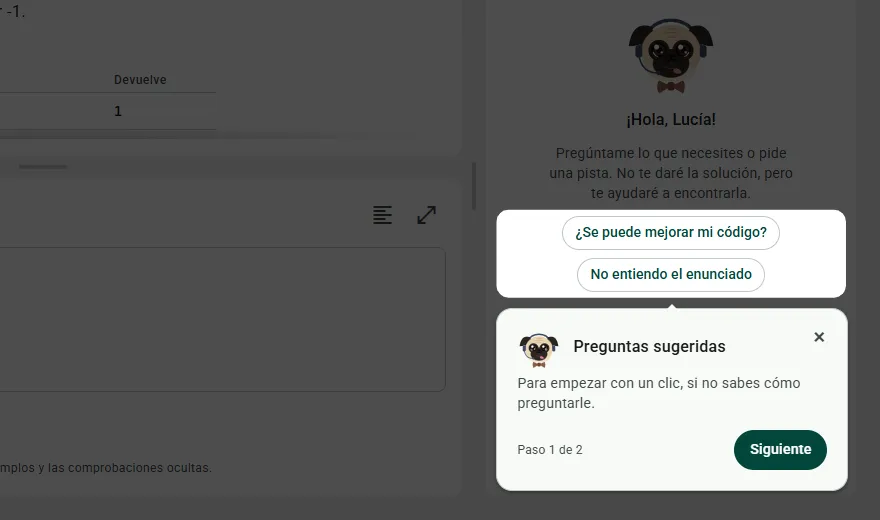 -1.
Devuelve
1
mplos y las comprobaciones ocultas.
¡Hola, Lucía!
Pregúntame lo que necesites o pide
una pista. No te daré la solución, pero
te ayudaré a encontrarla.
¿Se puede mejorar mi código?
No entiendo el enunciado
Preguntas sugeridas
Para empezar con un clic, si no sabes cómo
preguntarle.
Paso 1 de 2
Siguiente